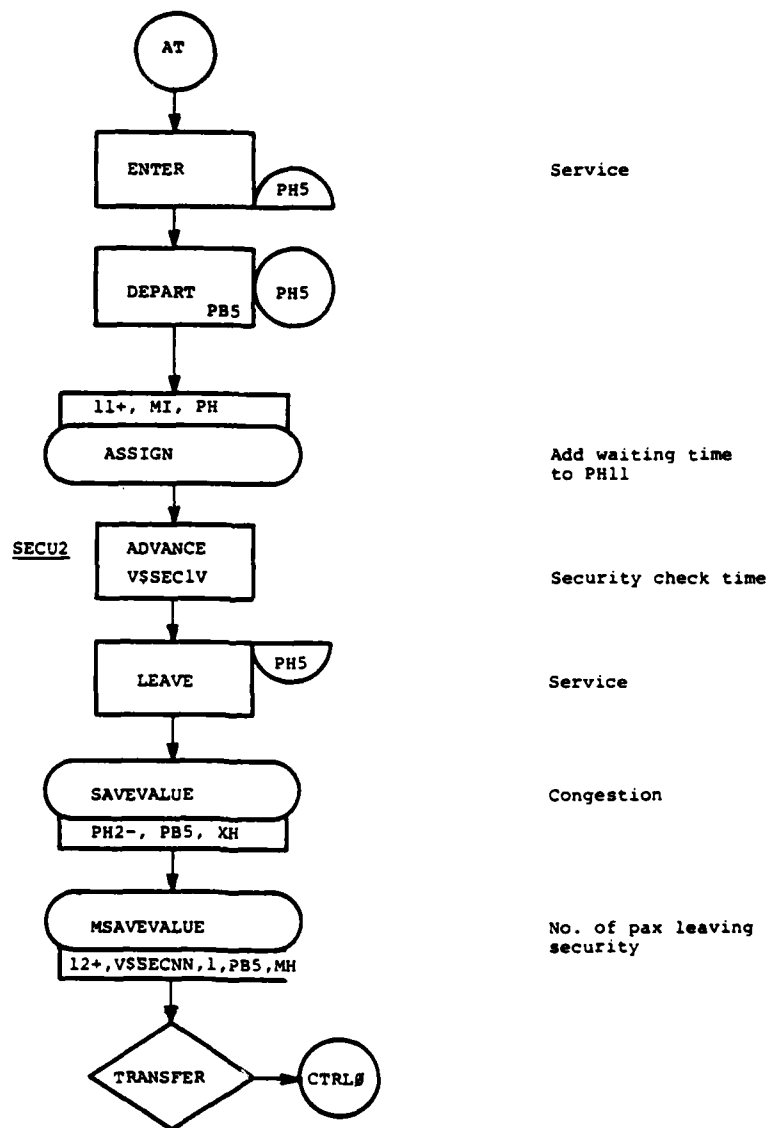 AT
ENTER
PH5
Service
DEPART
PB5
PH5
11+, MI, PH
ASSIGN
Add waiting time
to PH11
SECU2
ADVANCE
V$SEC1V
Security check time
LEAVE
PH5
Service
SAVEVALUE
PH2-, PB5, XH
Congestion
MSAVEVALUE
12+,V$SECNN,1,PB5,MH
No. of pax leaving
security
TRANSFER
CTRLØ